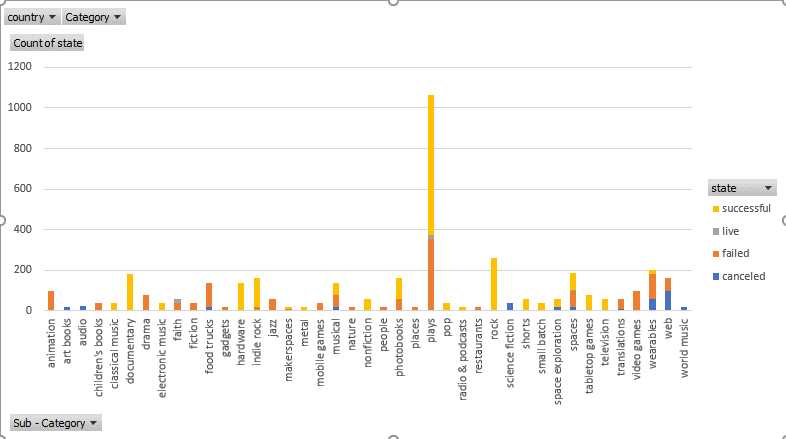 country Category
Count of state
1200
1000
800
600
400
200
0
state
successful
live
failed
canceled
animation
art books
audio
children's books
classical music
documentary
drama
electronic music
faith
fiction
food trucks
gadgets
hardware
indie rock
jazz
makerspaces
metal
mobile games
musical
nature
nonfiction
people
photobooks
places
plays
pop
radio & podcasts
restaurants
rock
science fiction
shorts
small batch
space exploration
spaces
tabletop games
television
translations
video games
wearables
web
world music
Sub - Category